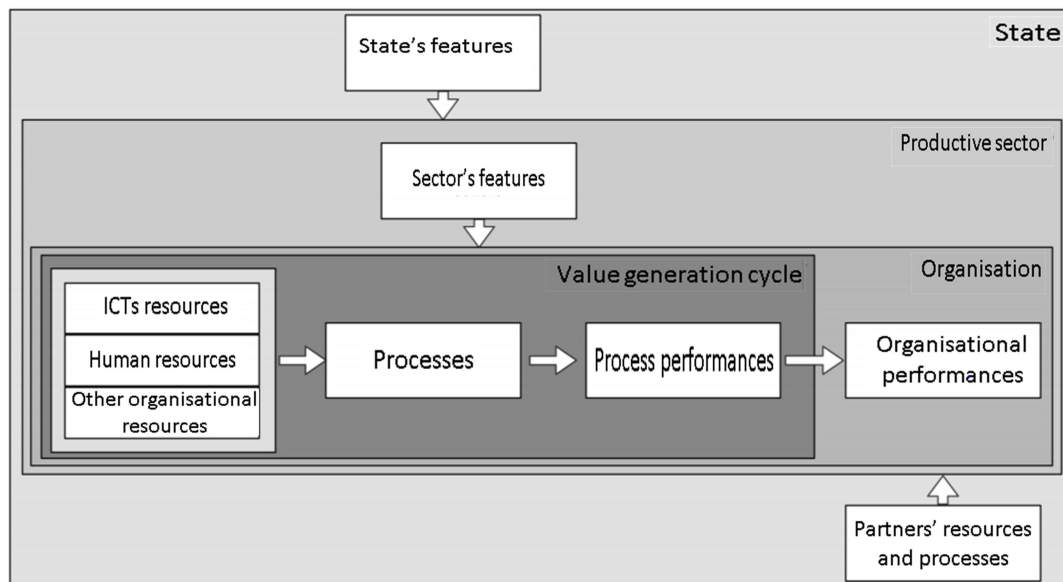 State
State's features
Productive sector
Sector's features
Value generation cycle
Organisation
ICTs resources
Human resources
Other organisational
resources
Processes
Process performances
Organisational
performances
Partners' resources
and processes